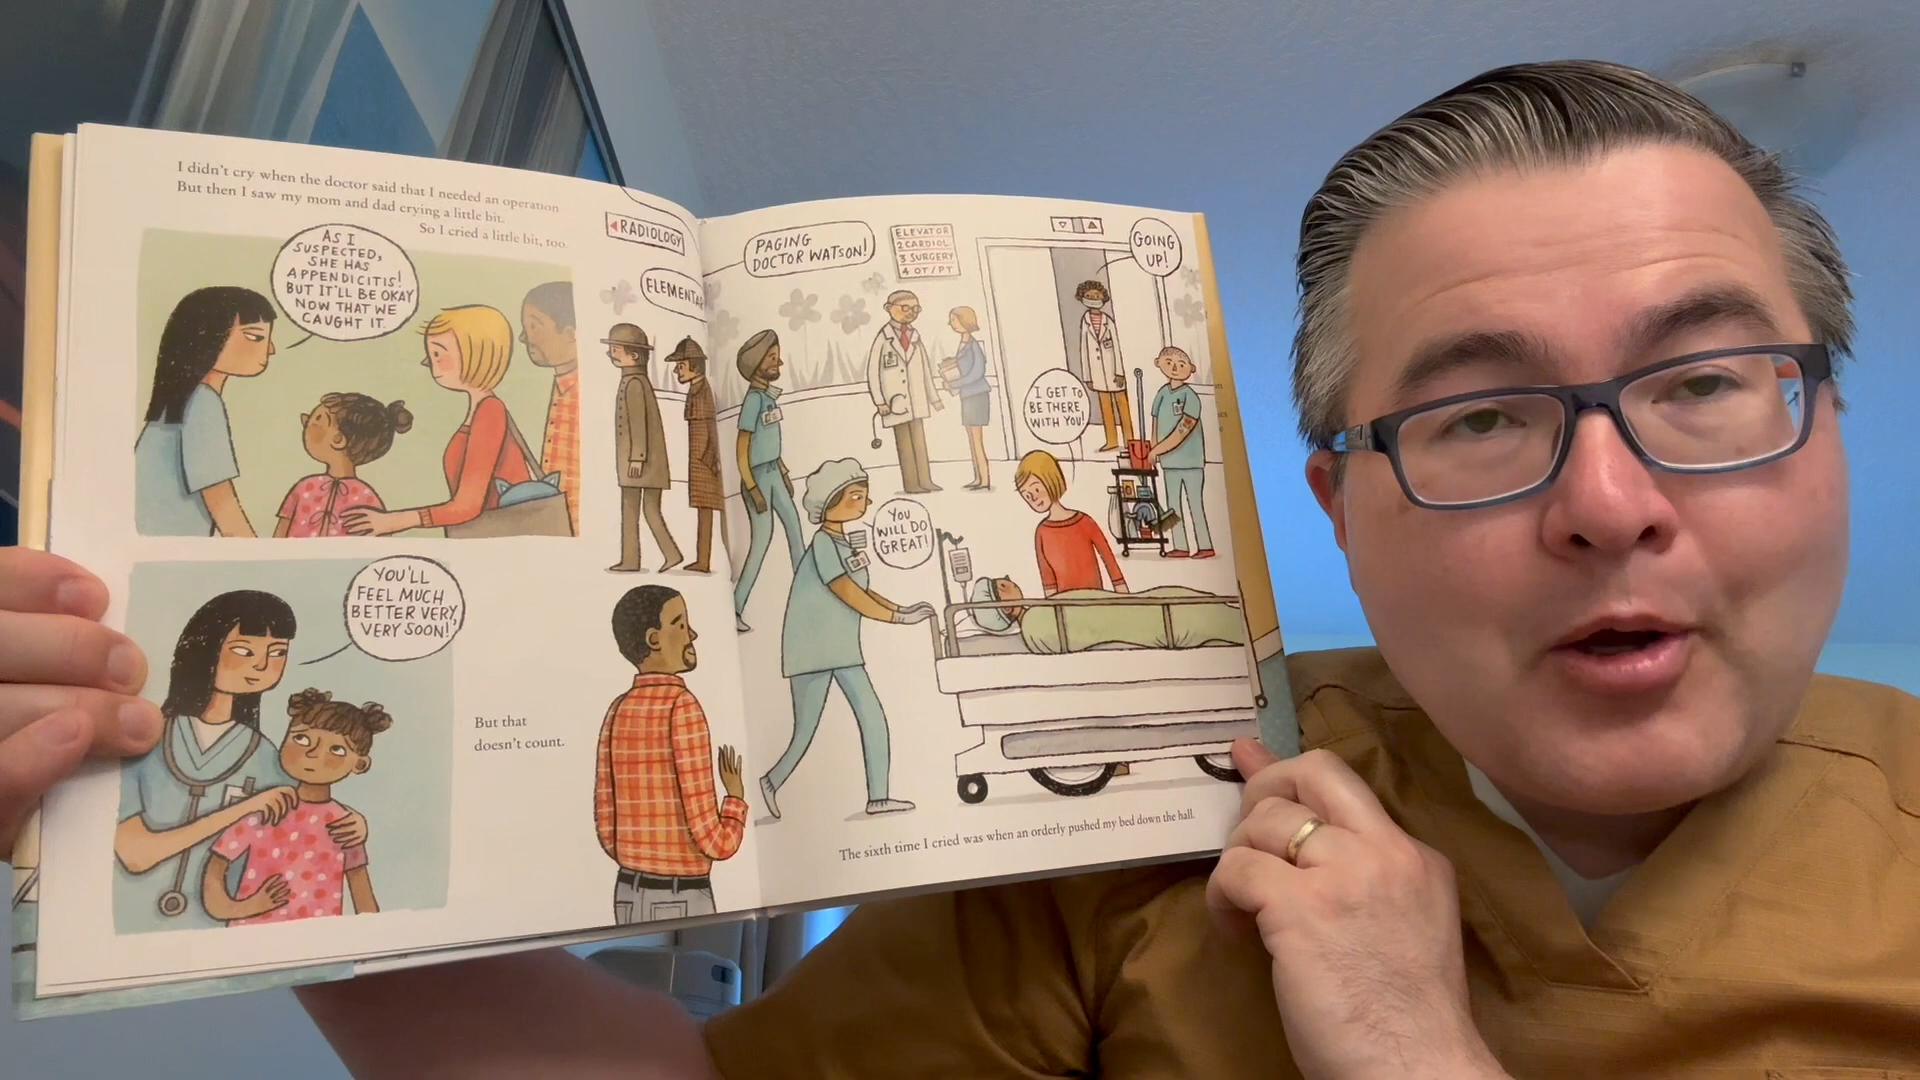 I didn't cry when the doctor said that I needed an operation
But then I saw my mom and dad crying a little bit.
So I cried a little bit, too.
AS I
SUSPECTED,
SHE HAS
APPENDICITIS!
BUT IT'LL BE OKAY
NOW THAT WE
CAUGHT IT.
YOU'LL
FEEL MUCH
BETTER VERY,
VERY SOON!
But that
doesn't count.
RADIOLOGY
ELEMENTA
PAGING
DOCTOR WATSON!
ELEVATOR
2 CARDIOL
3 SURGERY
4 OT/PT
GOING
UP!
I GET TO
BE THERE
WITH YOU!
YOU
WILL DO
GREAT!
The sixth time I cried was when an orderly pushed my bed down the hall.